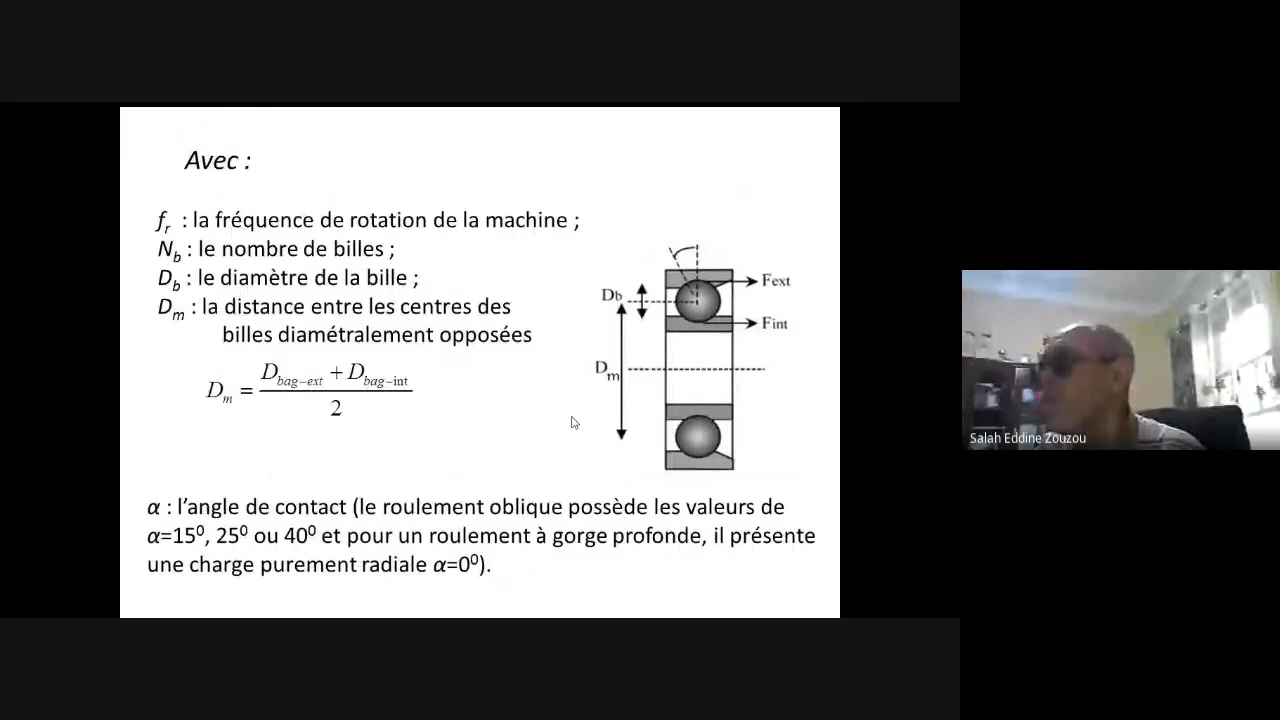 Avec :
f_r : la fréquence de rotation de la machine ;
N_b : le nombre de billes ;
D_b : le diamètre de la bille ;
D_m : la distance entre les centres des
billes diamétralement opposées
D_m = (D_bag-ext + D_bag-int) / 2
Db
Fext
Fint
D_m
α : l'angle de contact (le roulement oblique possède les valeurs de
α=15⁰, 25⁰ ou 40⁰ et pour un roulement à gorge profonde, il présente
une charge purement radiale α=0⁰).
Salah Eddine Zouzou